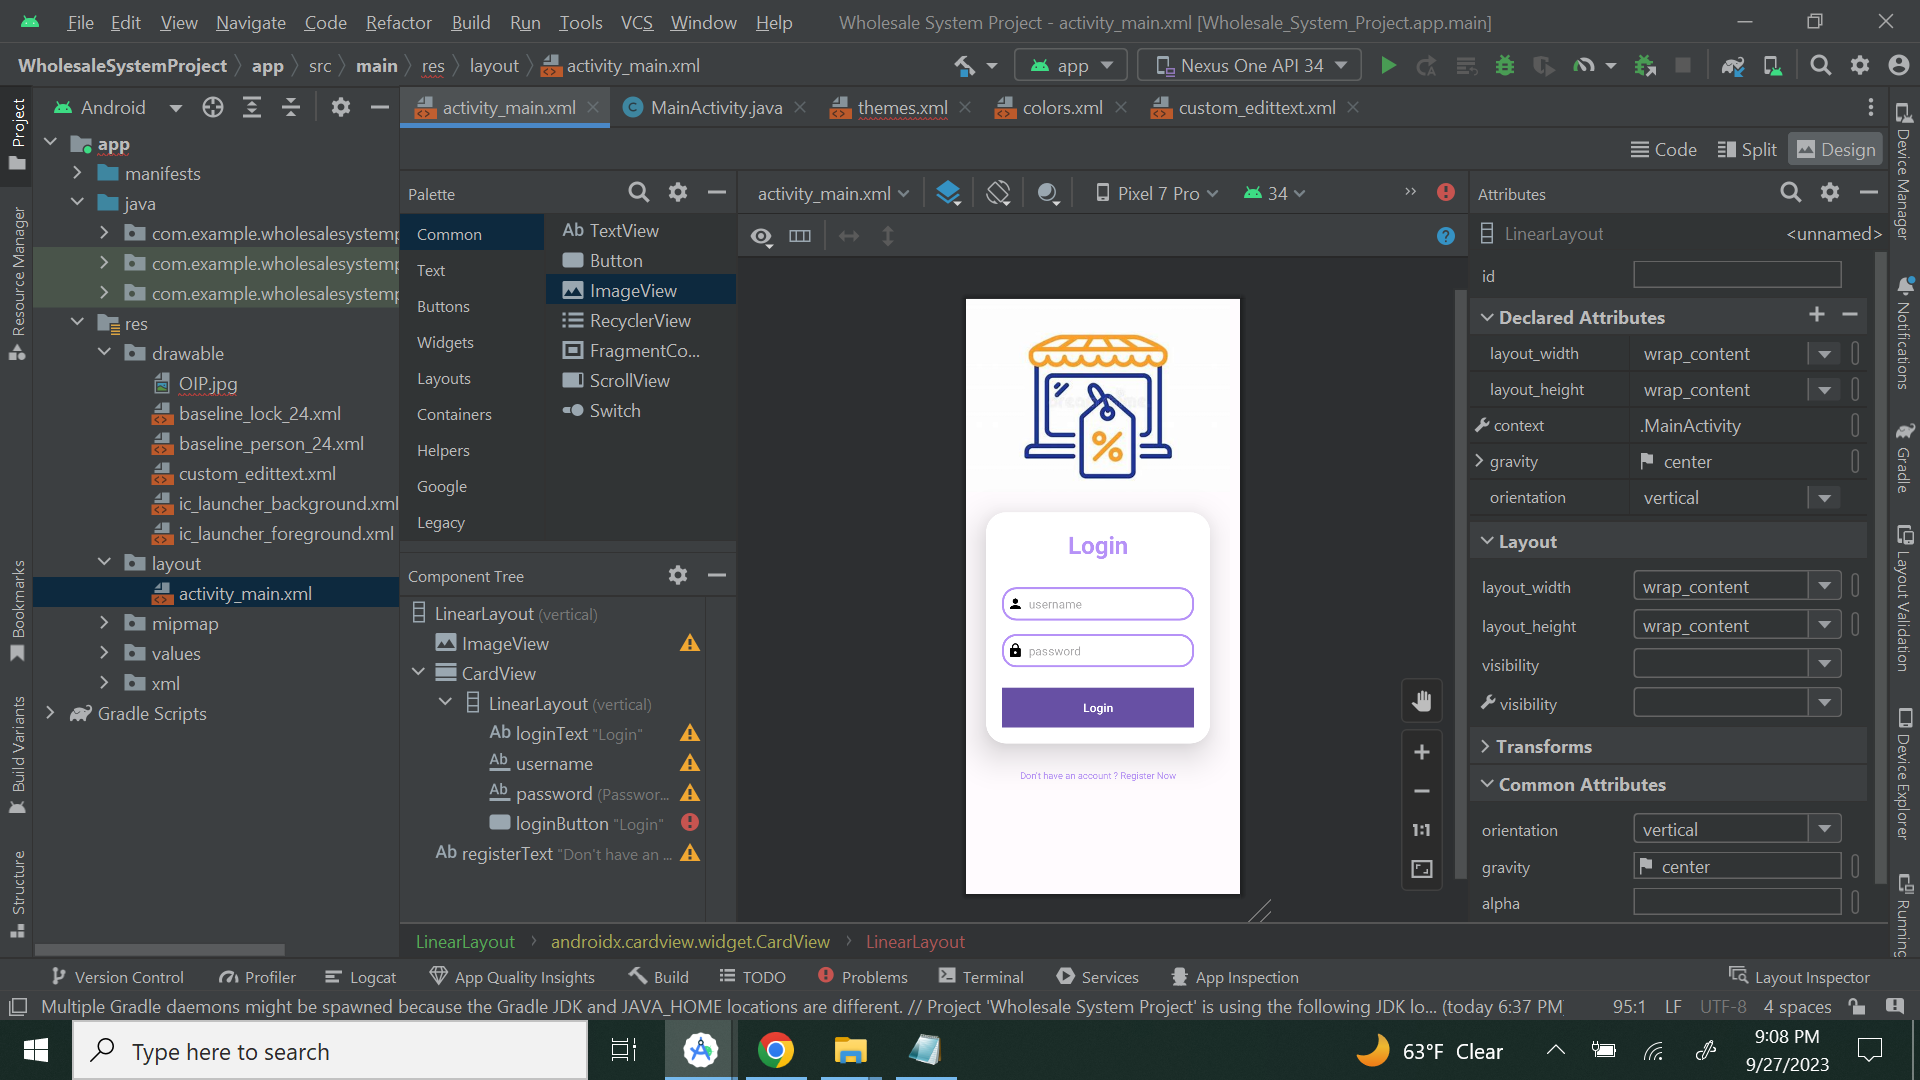 File Edit View Navigate Code Refactor Build Run Tools VCS Window Help Wholesale System Project - activity_main.xml [Wholesale_System_Project.app.main]
WholesaleSystemProject app src main res layout activity_main.xml app Nexus One API 34
Project
Resource Manager
Bookmarks
Build Variants
Structure
Android
app
manifests
java
com.example.wholesalesystemp
com.example.wholesalesystemp
com.example.wholesalesystemp
res
drawable
OIP.jpg
baseline_lock_24.xml
baseline_person_24.xml
custom_edittext.xml
ic_launcher_background.xml
ic_launcher_foreground.xml
layout
activity_main.xml
mipmap
values
xml
Gradle Scripts
activity_main.xml MainActivity.java themes.xml colors.xml custom_edittext.xml
Code Split Design
Palette
Common
Text
Buttons
Widgets
Layouts
Containers
Helpers
Google
Legacy
Ab TextView
Button
ImageView
RecyclerView
FragmentCo...
ScrollView
Switch
Component Tree
LinearLayout (vertical)
ImageView
CardView
LinearLayout (vertical)
Ab loginText "Login"
Ab username
Ab password (Passwor...
loginButton "Login"
Ab registerText "Don't have an ...
activity_main.xml Pixel 7 Pro 34 »
?
%
Login
username
password
Login
Don't have an account ? Register Now
1:1
Attributes
LinearLayout <unnamed>
id
Declared Attributes
layout_width wrap_content
layout_height wrap_content
context .MainActivity
gravity center
orientation vertical
Layout
layout_width wrap_content
layout_height wrap_content
visibility
visibility
Transforms
Common Attributes
orientation vertical
gravity center
alpha
Device Manager
Notifications
Gradle
Layout Validation
Device Explorer
Running
LinearLayout androidx.cardview.widget.CardView LinearLayout
Version Control Profiler Logcat App Quality Insights Build TODO Problems Terminal Services App Inspection Layout Inspector
Multiple Gradle daemons might be spawned because the Gradle JDK and JAVA_HOME locations are different. // Project 'Wholesale System Project' is using the following JDK lo... (today 6:37 PM) 95:1 LF UTF-8 4 spaces
Type here to search 63°F Clear 9:08 PM
9/27/2023